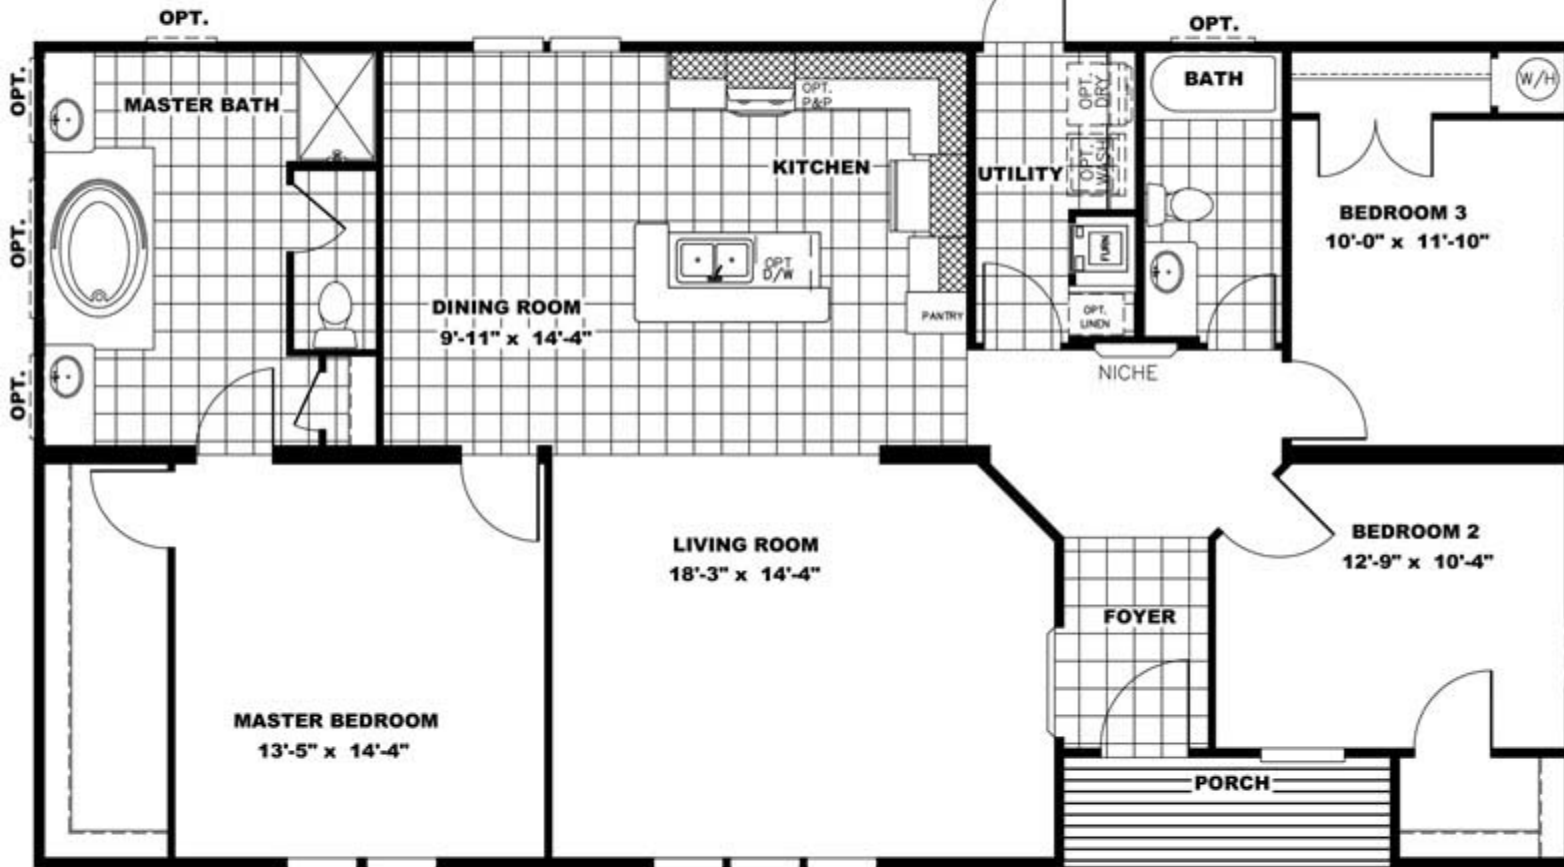 OPT.
OPT.
OPT.
MASTER BATH
OPT.
P&P
OPT.
DRY
BATH
W/H
KITCHEN
UTILITY
OPT.
WASH
BEDROOM 3
10'-0" x 11'-10"
OPT.
FURN
OPT
D/W
DINING ROOM
9'-11" x 14'-4"
PANTRY
OPT.
LINEN
NICHE
OPT.
LIVING ROOM
18'-3" x 14'-4"
BEDROOM 2
12'-9" x 10'-4"
FOYER
MASTER BEDROOM
13'-5" x 14'-4"
PORCH